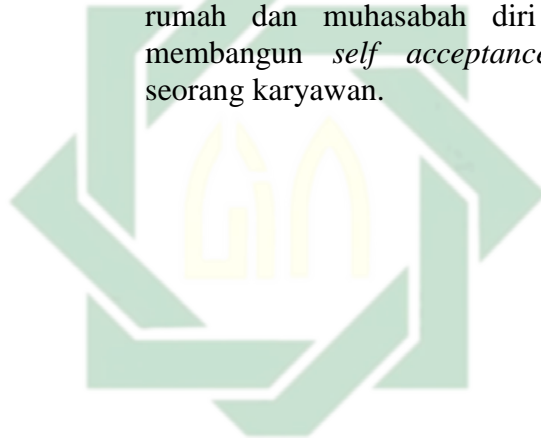 rumah dan muhasabah diri
membangun self acceptance
seorang karyawan.